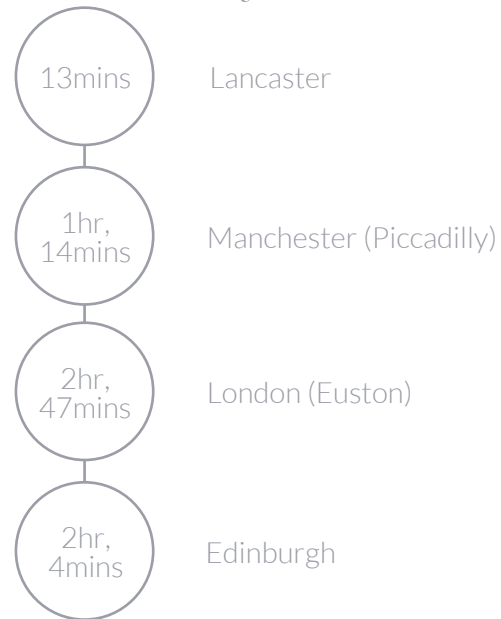 13mins
Lancaster
1hr,
14mins
Manchester (Piccadilly)
2hr,
47mins
London (Euston)
2hr,
4mins
Edinburgh